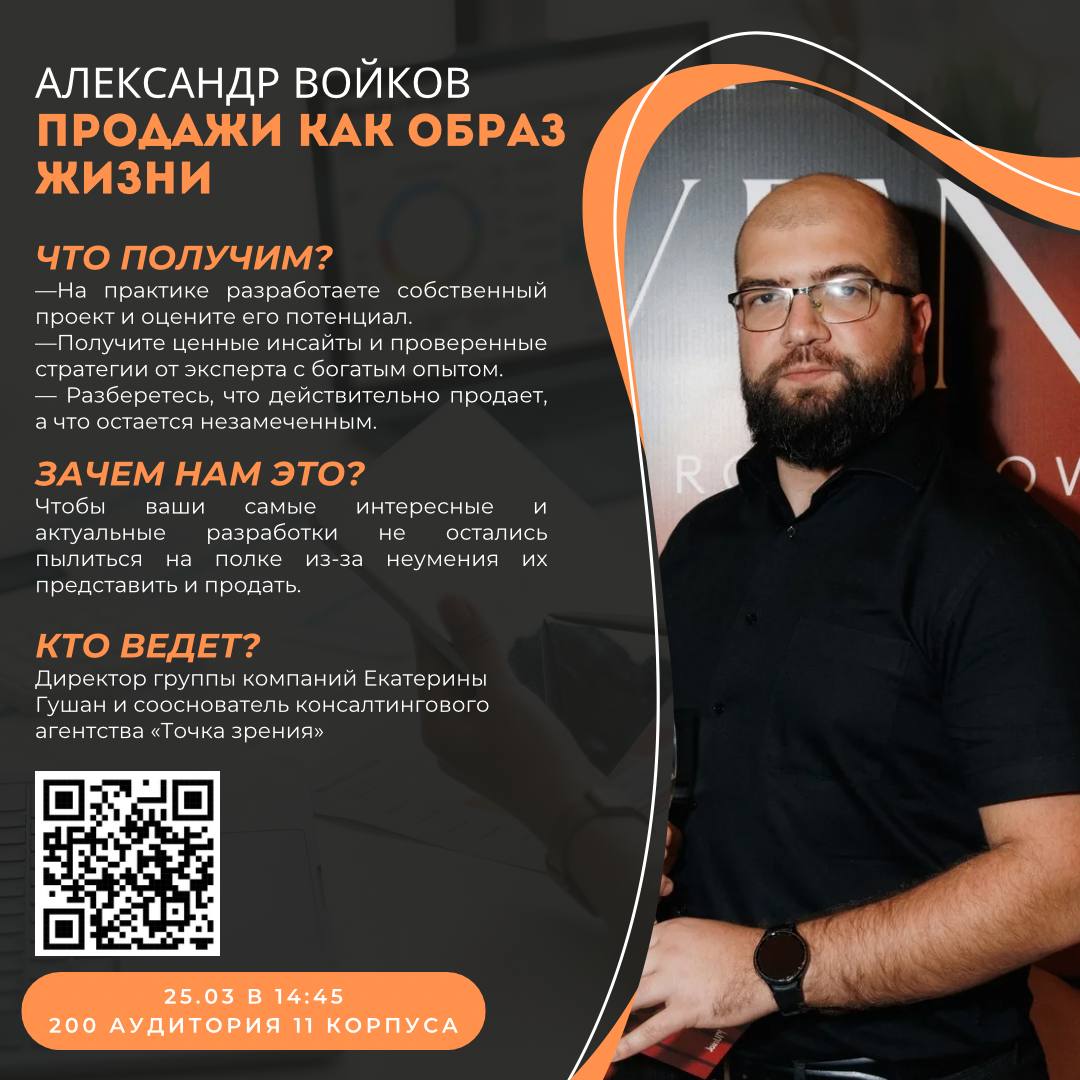 АЛЕКСАНДР ВОЙКОВ
ПРОДАЖИ КАК ОБРАЗ
ЖИЗНИ
ЧТО ПОЛУЧИМ?
—На практике разработаете собственный
проект и оцените его потенциал.
—Получите ценные инсайты и проверенные
стратегии от эксперта с богатым опытом.
— Разберетесь, что действительно продает,
а что остается незамеченным.
ЗАЧЕМ НАМ ЭТО?
Чтобы ваши самые интересные и
актуальные разработки не остались
пылиться на полке из-за неумения их
представить и продать.
КТО ВЕДЕТ?
Директор группы компаний Екатерины
Гушан и сооснователь консалтингового
агентства «Точка зрения»
25.03 В 14:45
200 АУДИТОРИЯ 11 КОРПУСА